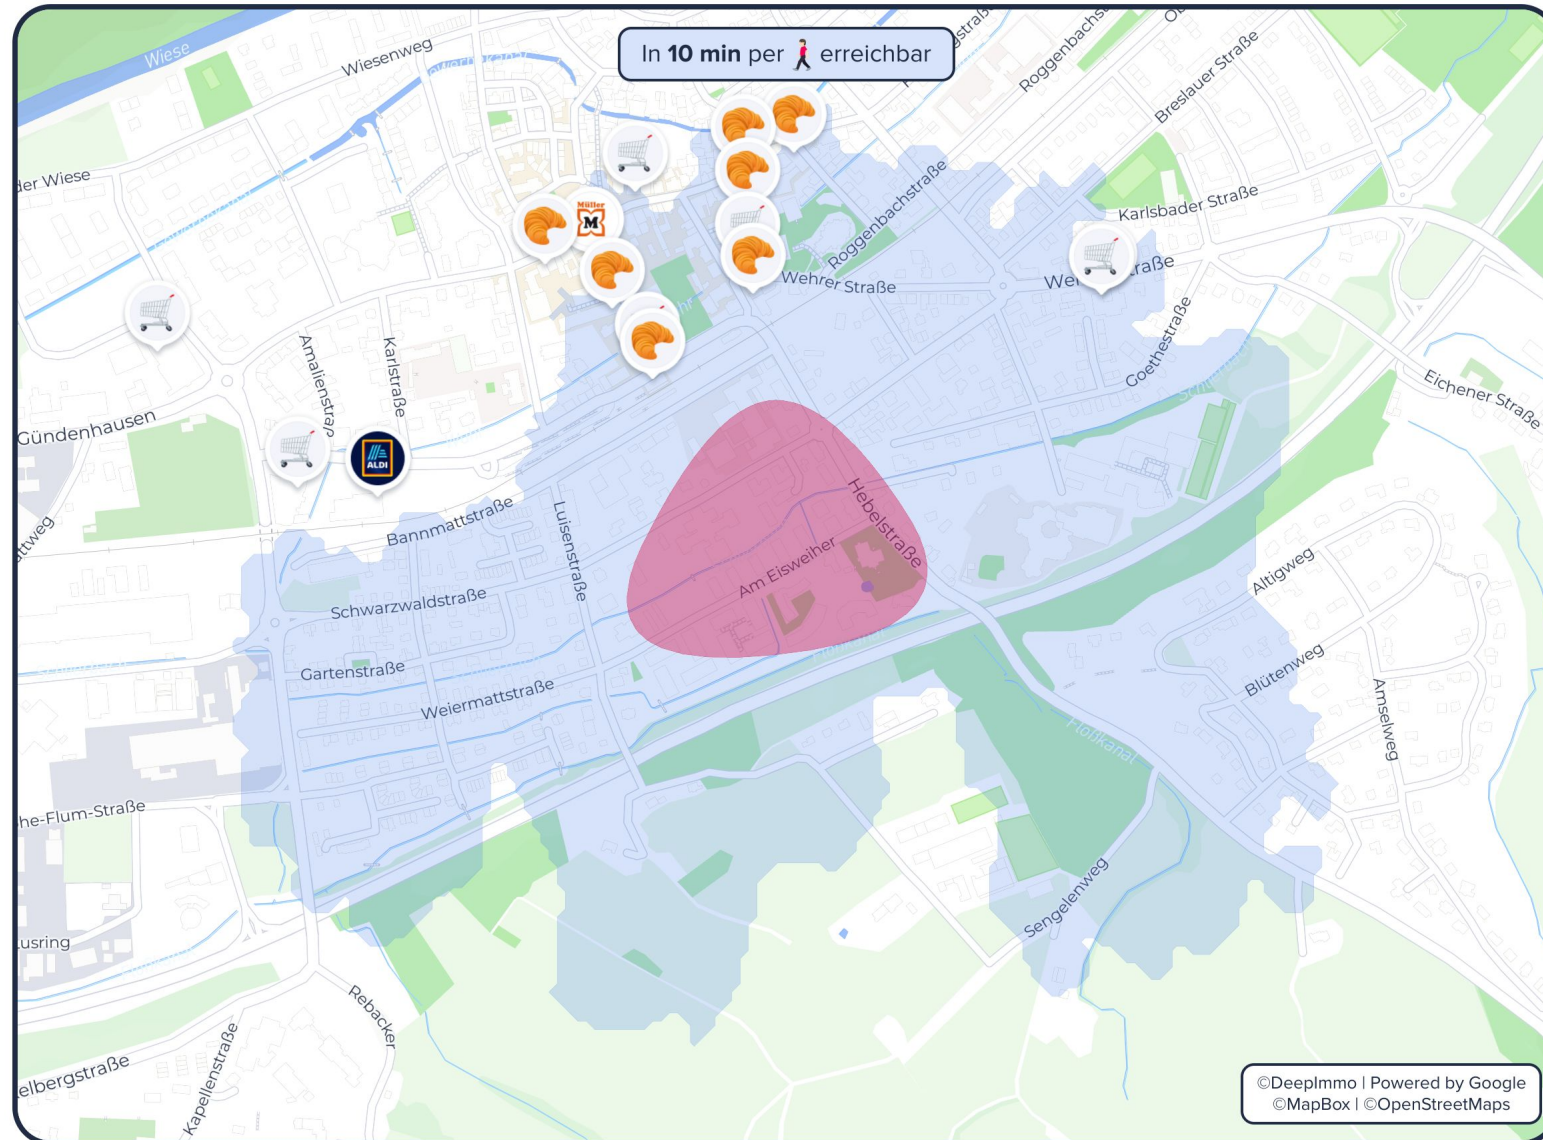 In 10 min per erreichbar
Wiese
Wiesenweg
Roggenbachs
Breslauer Straße
der Wiese
Müller
M
Roggenbachstraße
Karlsbader Straße
Wehrer Straße
Goethestraße
Eichener Straße
Amalienstraß
Karlstraße
Gündenhausen
ALDI
Bannmattstraße
Luisenstraße
Hebelstraße
Am Eisweiher
Altigweg
Schwarzwaldstraße
Gartenstraße
Weiermattstraße
Blütenweg
Amselweg
Floßkanal
he-Flum-Straße
Sengelenweg
usring
Rebacker
Kapellenstraße
elbergstraße
©DeepImmo | Powered by Google
©MapBox | ©OpenStreetMaps